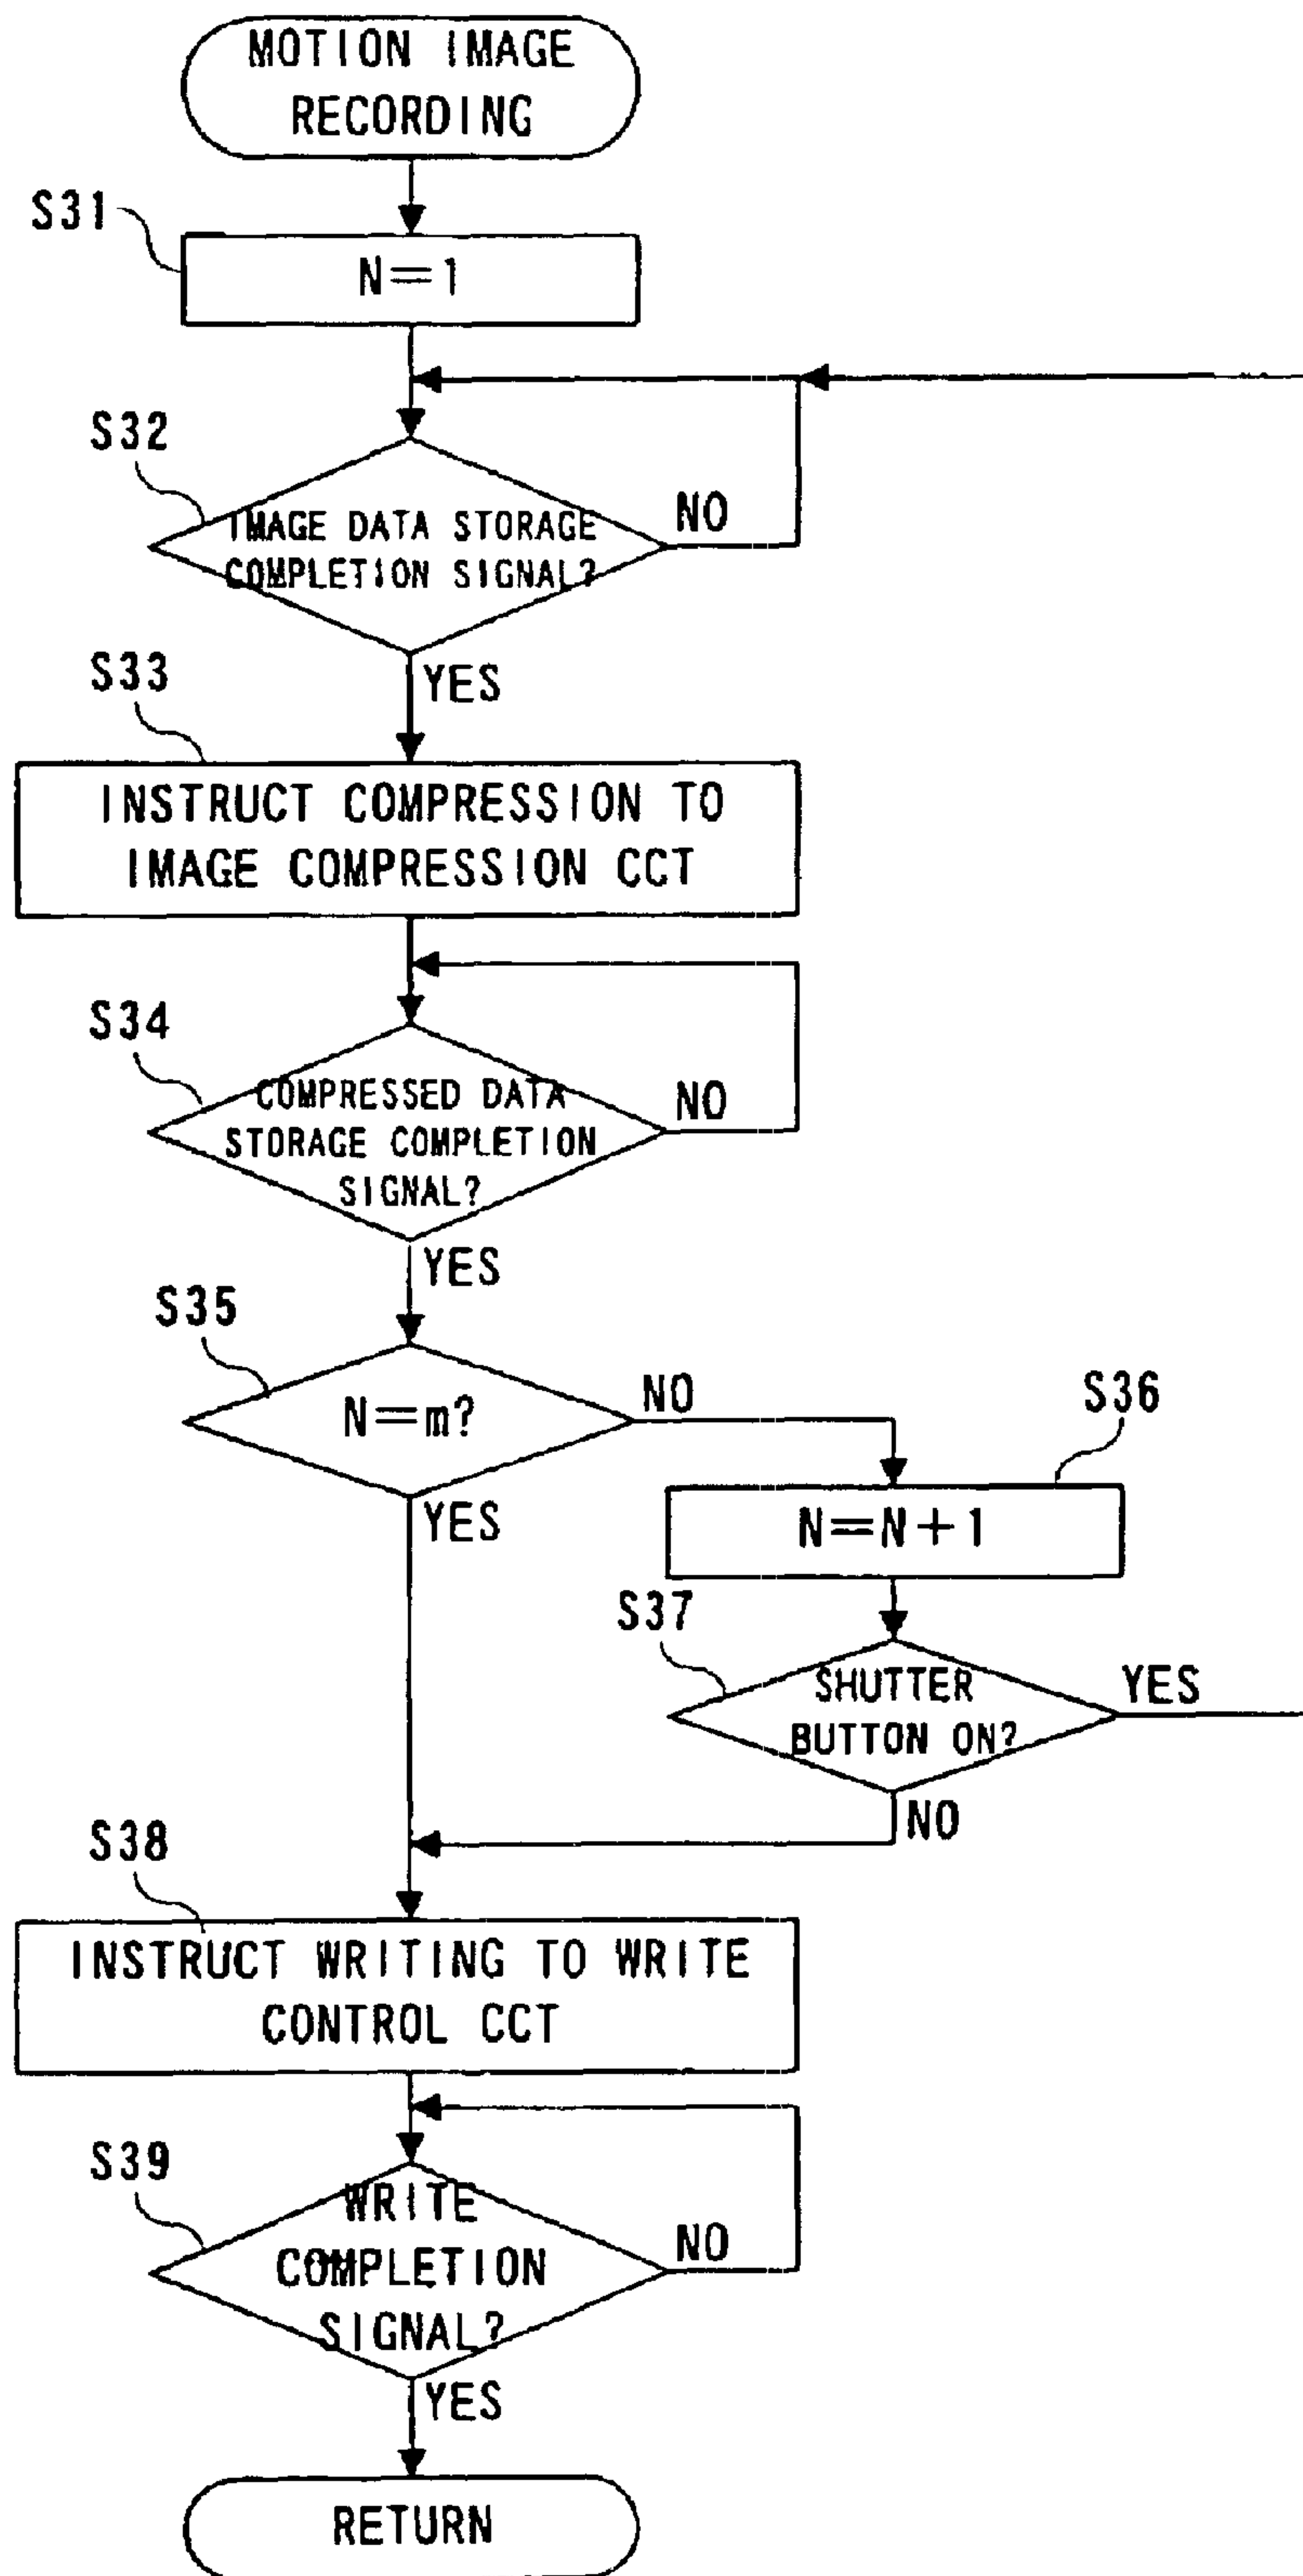 MOTION IMAGE
RECORDING
S31
N=1
S32
IMAGE DATA STORAGE
COMPLETION SIGNAL?
NO
YES
S33
INSTRUCT COMPRESSION TO
IMAGE COMPRESSION CCT
S34
COMPRESSED DATA
STORAGE COMPLETION
SIGNAL?
NO
YES
S35
N=m?
NO
YES
S36
N=N+1
S37
SHUTTER
BUTTON ON?
YES
NO
S38
INSTRUCT WRITING TO WRITE
CONTROL CCT
S39
WRITE
COMPLETION
SIGNAL?
NO
YES
RETURN